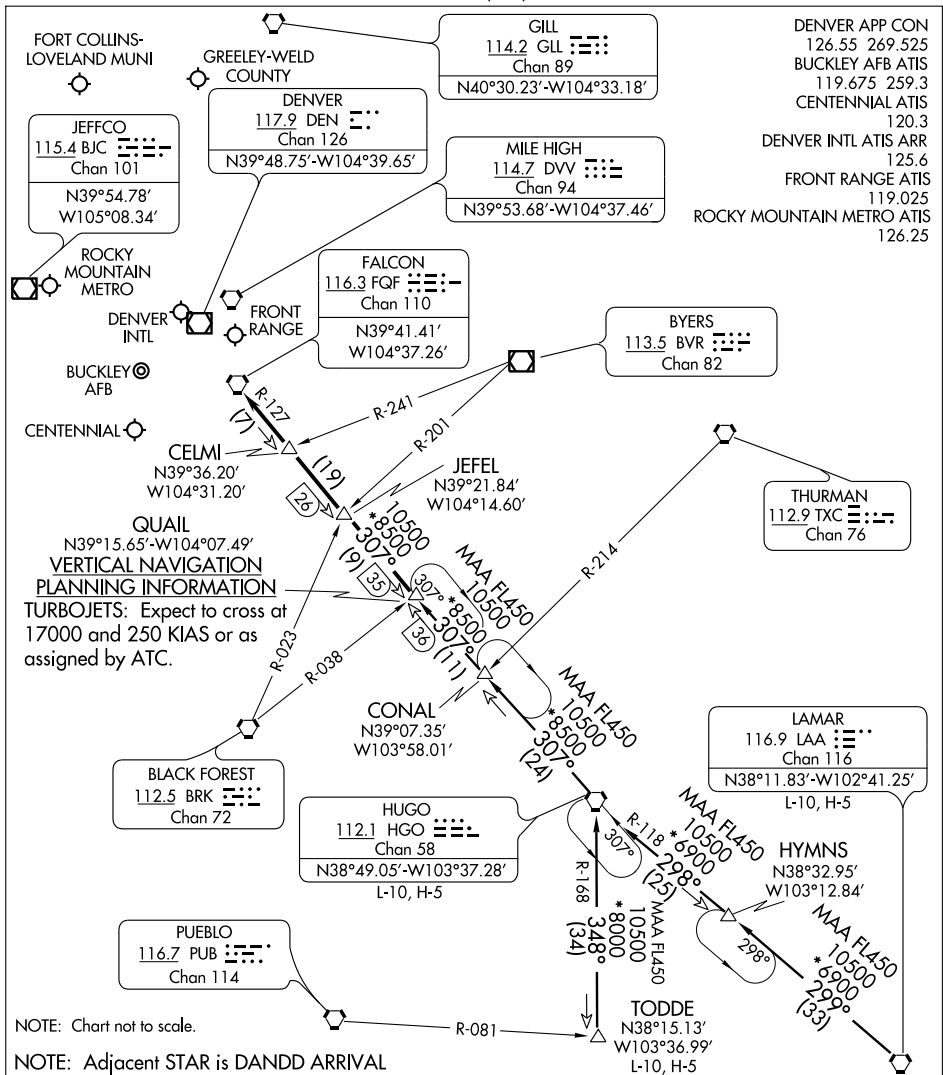 GILL
114.2 GLL
Chan 89
N40°30.23'-W104°33.18'
DENVER APP CON
126.55 269.525
BUCKLEY AFB ATIS
119.675 259.3
CENTENNIAL ATIS
120.3
DENVER INTL ATIS ARR
125.6
FRONT RANGE ATIS
119.025
ROCKY MOUNTAIN METRO ATIS
126.25
FORT COLLINS-
LOVELAND MUNI
GREELEY-WELD
COUNTY
DENVER
117.9 DEN
Chan 126
N39°48.75'-W104°39.65'
JEFFCO
115.4 BJC
Chan 101
N39°54.78'
W105°08.34'
MILE HIGH
114.7 DVV
Chan 94
N39°53.68'-W104°37.46'
ROCKY
MOUNTAIN
METRO
FALCON
116.3 FQF
Chan 110
N39°41.41'
W104°37.26'
DENVER
INTL
FRONT
RANGE
BYERS
113.5 BVR
Chan 82
BUCKLEY
AFB
CENTENNIAL
R-127
(7)
R-241
R-201
CELMI
N39°36.20'
W104°31.20'
(19)
26
JEFEL
N39°21.84'
W104°14.60'
THURMAN
112.9 TXC
Chan 76
R-214
QUAIL
N39°15.65'-W104°07.49'
VERTICAL NAVIGATION
PLANNING INFORMATION
TURBOJETS: Expect to cross at
17000 and 250 KIAS or as
assigned by ATC.
10500
*8500
307°
(9)
35
307°
36
MAA FL450
10500
*8500
307°
(11)
R-023
R-038
CONAL
N39°07.35'
W103°58.01'
MAA FL450
10500
*8500
307°
(24)
BLACK FOREST
112.5 BRK
Chan 72
LAMAR
116.9 LAA
Chan 116
N38°11.83'-W102°41.25'
L-10, H-5
HUGO
112.1 HGO
Chan 58
N38°49.05'-W103°37.28'
L-10, H-5
307°
R-118
MAA FL450
10500
*6900
298°
(25)
HYMNS
N38°32.95'
W103°12.84'
298°
R-168
MAA FL450
10500
*8000
348°
(34)
MAA FL450
10500
*6900
299°
(33)
PUEBLO
116.7 PUB
Chan 114
R-081
TODDE
N38°15.13'
W103°36.99'
L-10, H-5
NOTE: Chart not to scale.
NOTE: Adjacent STAR is DANDD ARRIVAL